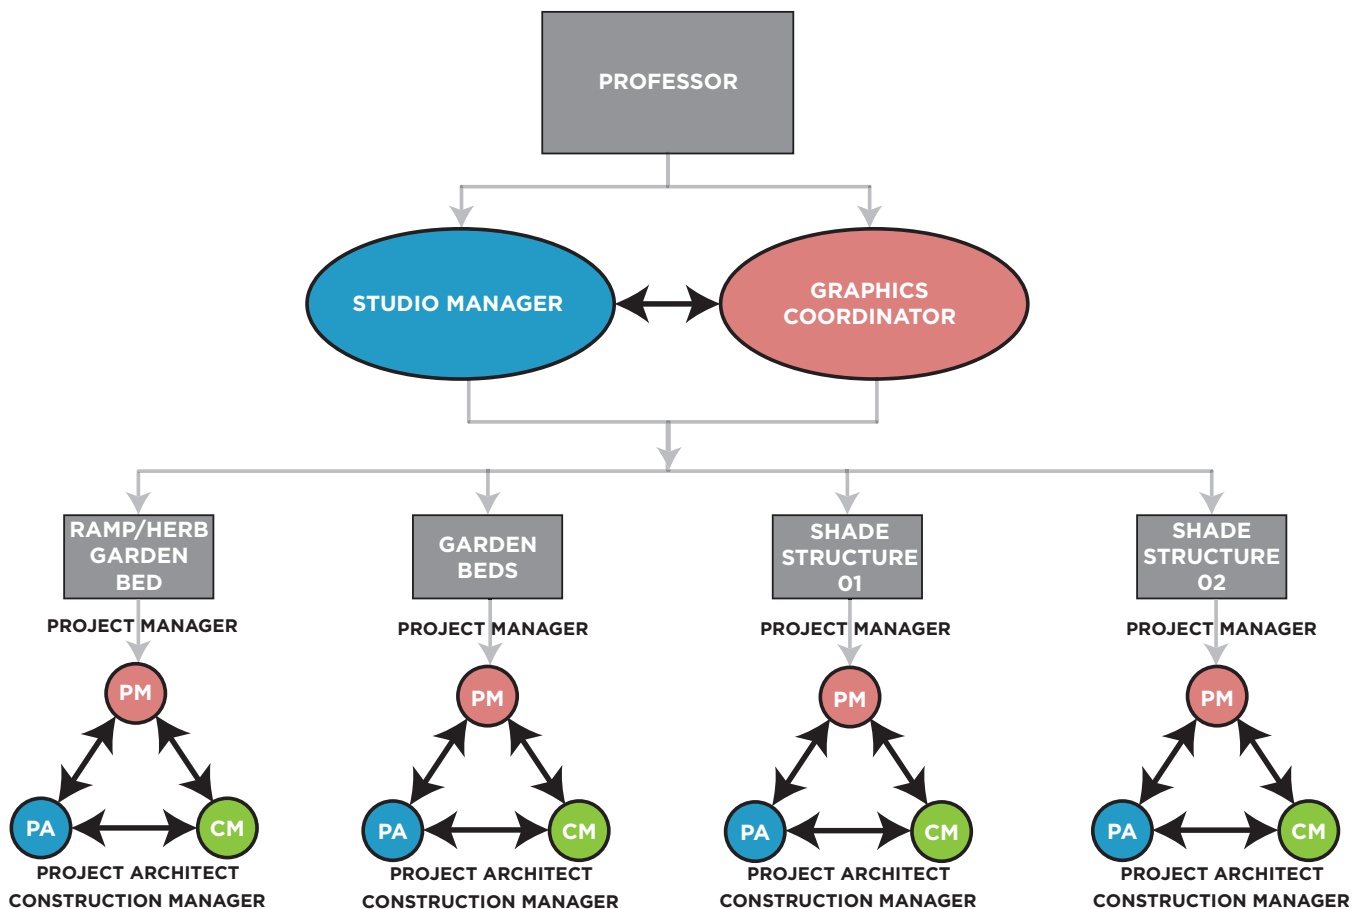 PROFESSOR
STUDIO MANAGER
GRAPHICS
COORDINATOR
RAMP/HERB
GARDEN
BED
GARDEN
BEDS
SHADE
STRUCTURE
01
SHADE
STRUCTURE
02
PROJECT MANAGER
PROJECT MANAGER
PROJECT MANAGER
PROJECT MANAGER
PM
PM
PM
PM
PA
CM
PA
CM
PA
CM
PA
CM
PROJECT ARCHITECT
CONSTRUCTION MANAGER
PROJECT ARCHITECT
CONSTRUCTION MANAGER
PROJECT ARCHITECT
CONSTRUCTION MANAGER
PROJECT ARCHITECT
CONSTRUCTION MANAGER